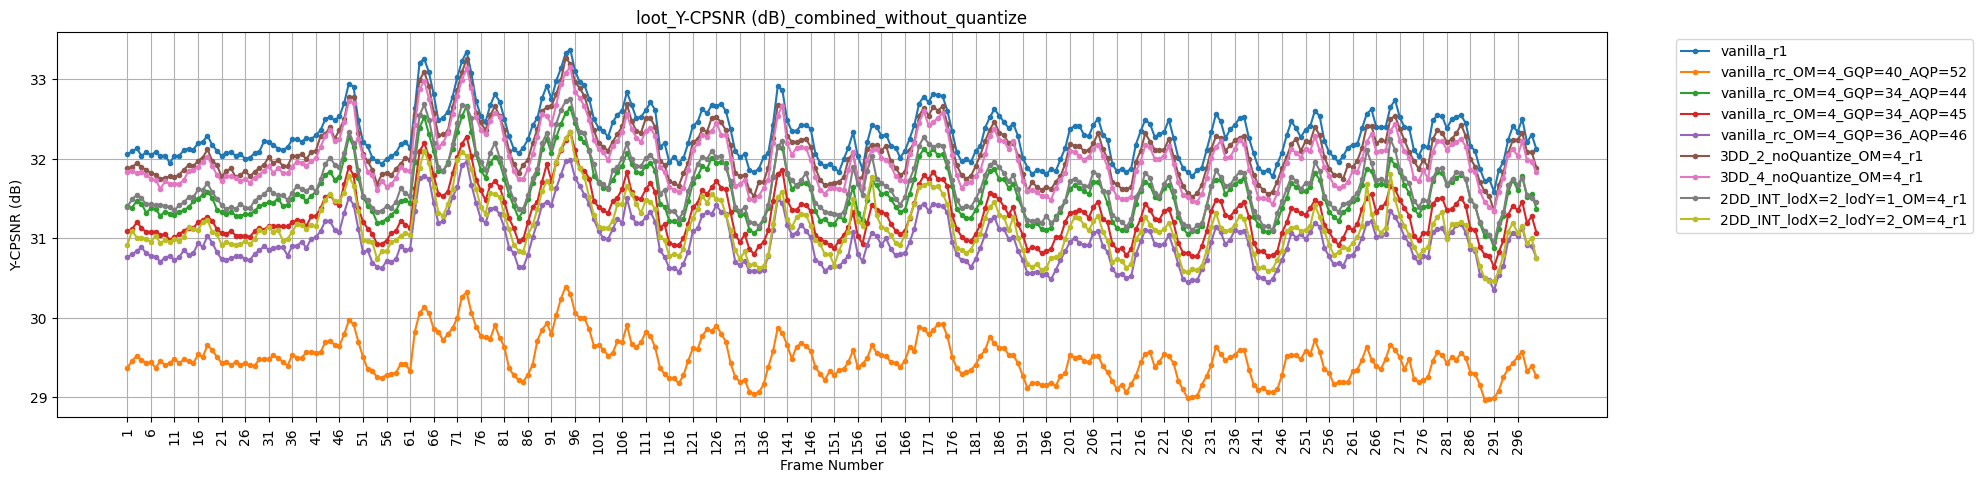 loot_Y-CPSNR (dB)_combined_without_quantize
Y-CPSNR (dB)
33
32
31
30
29
1 6 11 16 21 26 31 36 41 46 51 56 61 66 71 76 81 86 91 96 101 106 111 116 121 126 131 136 141 146 151 156 161 166 171 176 181 186 191 196 201 206 211 216 221 226 231 236 241 246 251 256 261 266 271 276 281 286 291 296
Frame Number
vanilla_r1
vanilla_rc_OM=4_GQP=40_AQP=52
vanilla_rc_OM=4_GQP=34_AQP=44
vanilla_rc_OM=4_GQP=34_AQP=45
vanilla_rc_OM=4_GQP=36_AQP=46
3DD_2_noQuantize_OM=4_r1
3DD_4_noQuantize_OM=4_r1
2DD_INT_lodX=2_lodY=1_OM=4_r1
2DD_INT_lodX=2_lodY=2_OM=4_r1